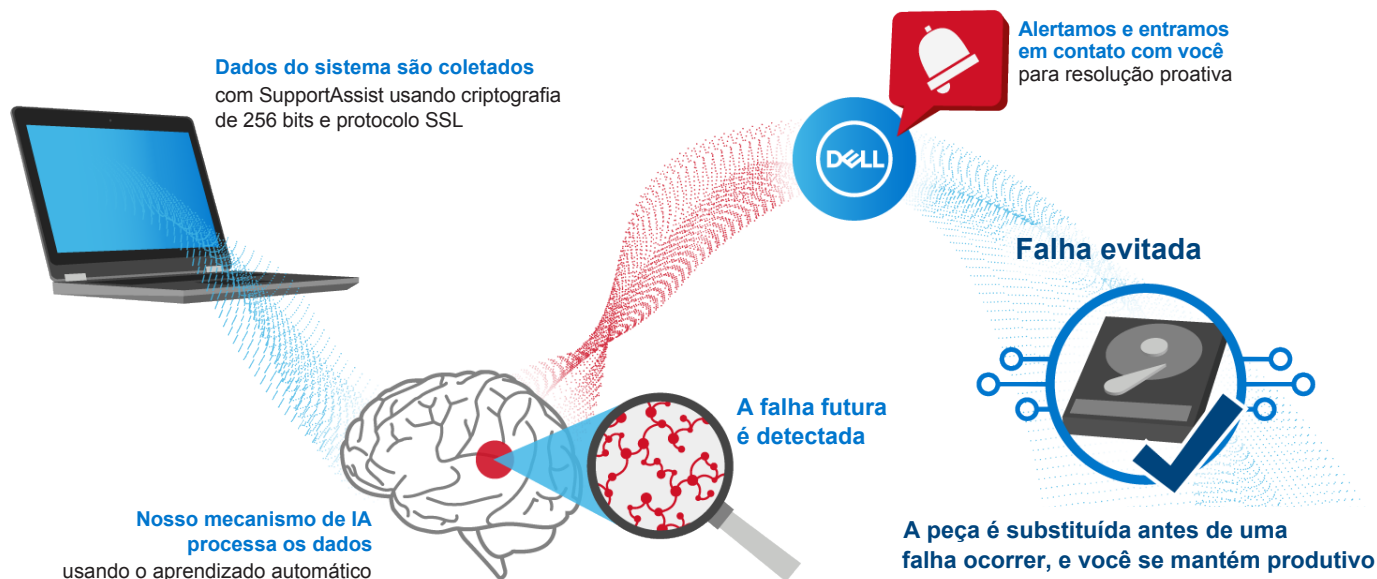 Dados do sistema são coletados
com SupportAssist usando criptografia
de 256 bits e protocolo SSL
Nosso mecanismo de IA
processa os dados
usando o aprendizado automático
A falha futura
é detectada
DELL
Alertamos e entramos
em contato com você
para resolução proativa
Falha evitada
A peça é substituída antes de uma
falha ocorrer, e você se mantém produtivo